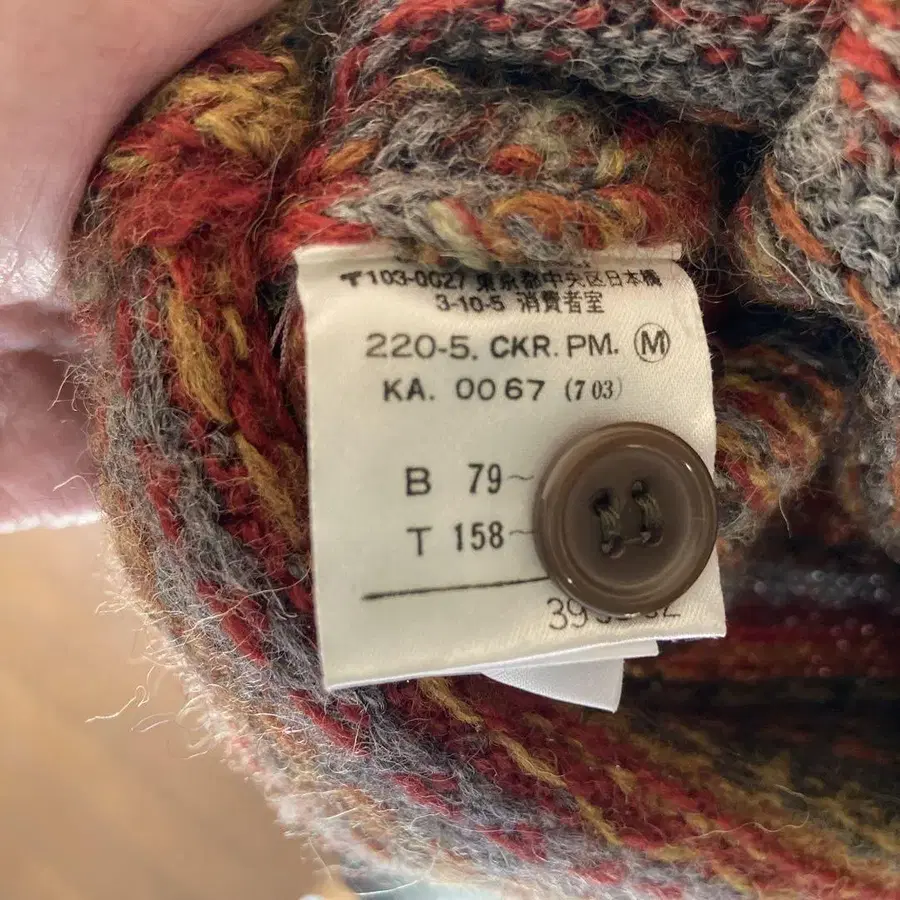 〒103-0027 東京都中央区日本橋
3-10-5 消費者室
220-5. CKR. PM. Ⓜ
KA. 0067 (703)
B 79~
T 158~